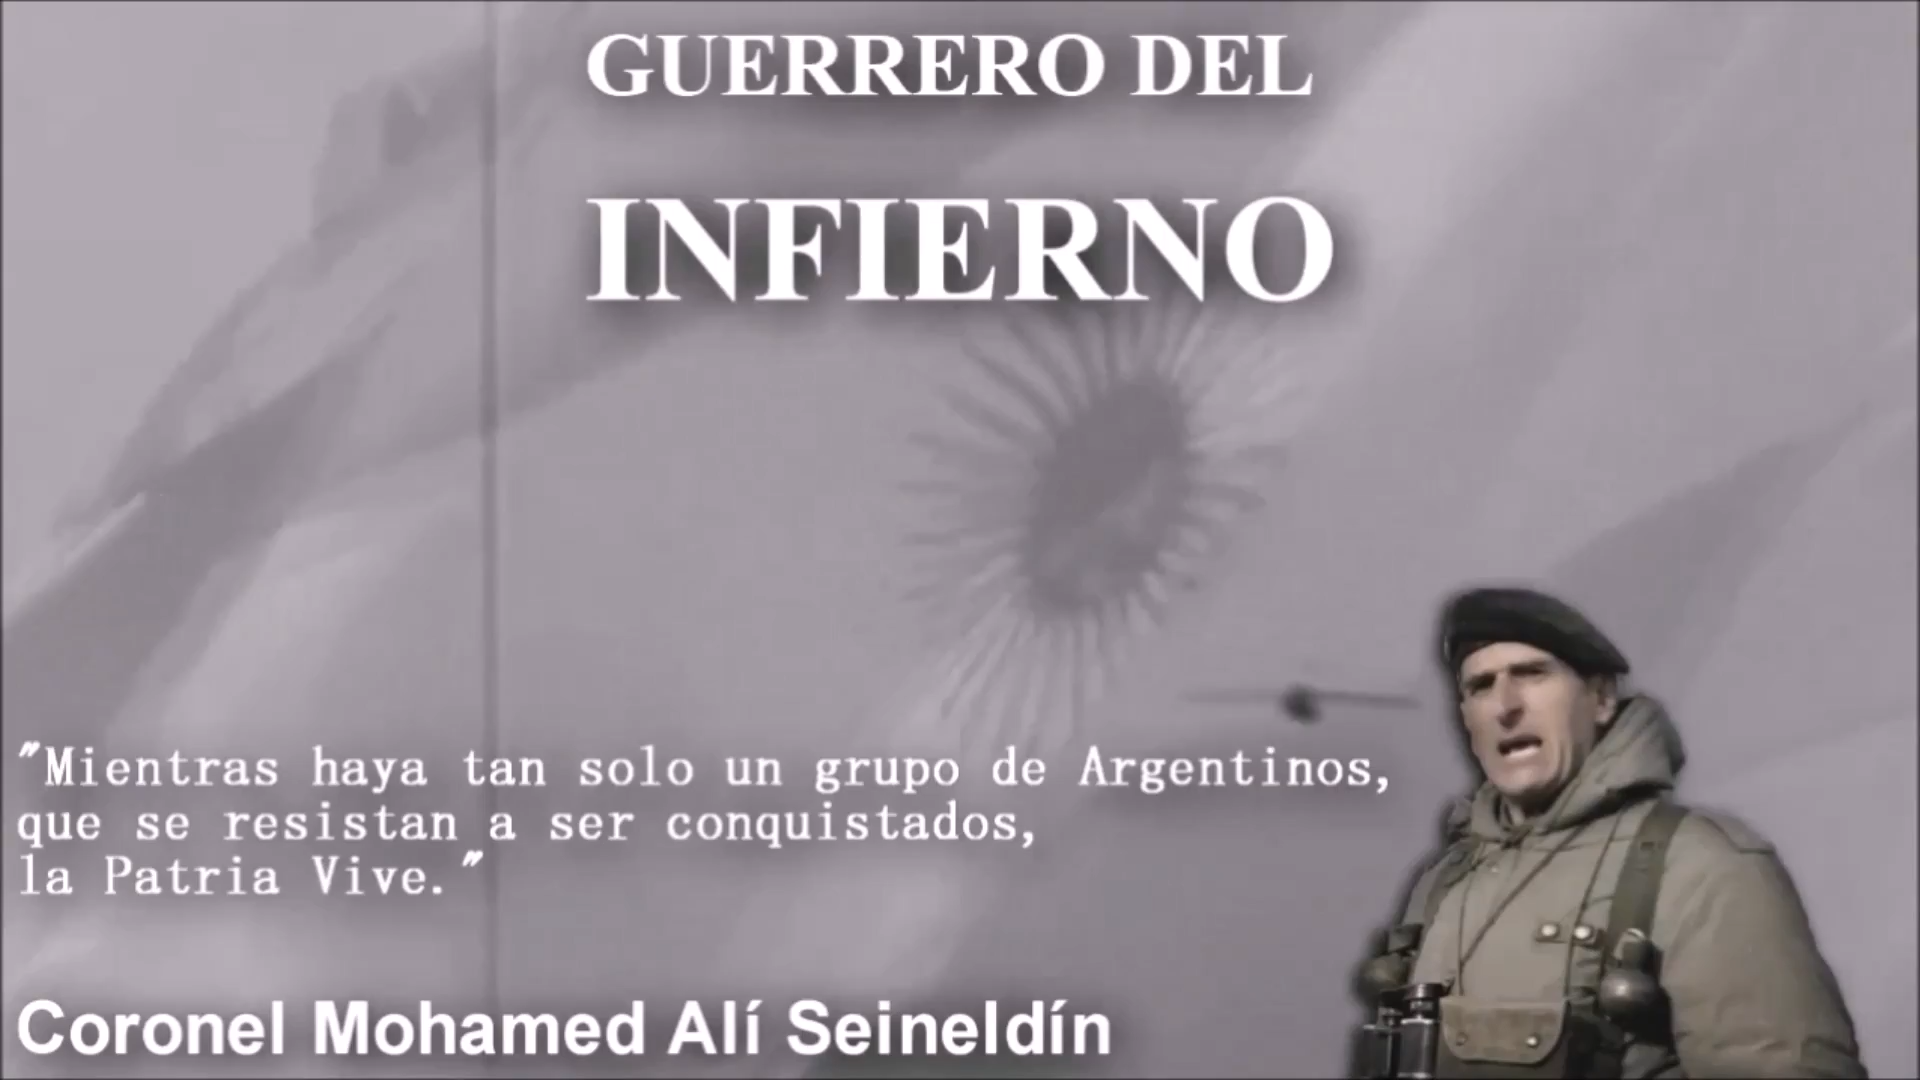 GUERRERO DEL
INFIERNO
"Mientras haya tan solo un grupo de Argentinos,
que se resistan a ser conquistados,
la Patria Vive."
Coronel Mohamed Alí Seineldín